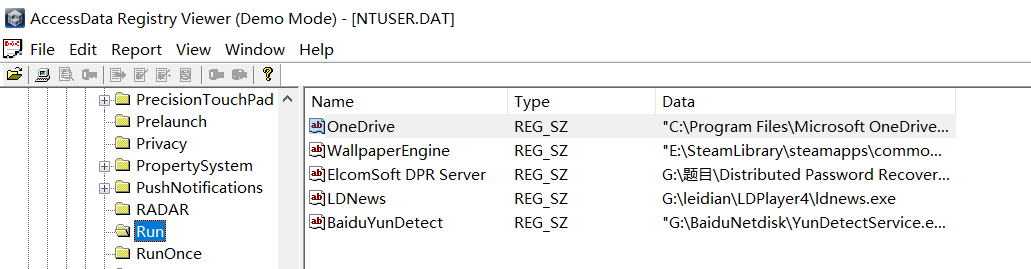 AccessData Registry Viewer (Demo Mode) - [NTUSER.DAT]
File Edit Report View Window Help
PrecisionTouchPad
Prelaunch
Privacy
PropertySystem
PushNotifications
RADAR
Run
RunOnce
Name Type Data
OneDrive REG_SZ "C:\Program Files\Microsoft OneDrive...
WallpaperEngine REG_SZ "E:\SteamLibrary\steamapps\commo...
ElcomSoft DPR Server REG_SZ G:\题目\Distributed Password Recover...
LDNews REG_SZ G:\leidian\LDPlayer4\ldnews.exe
BaiduYunDetect REG_SZ "G:\BaiduNetdisk\YunDetectService.e...